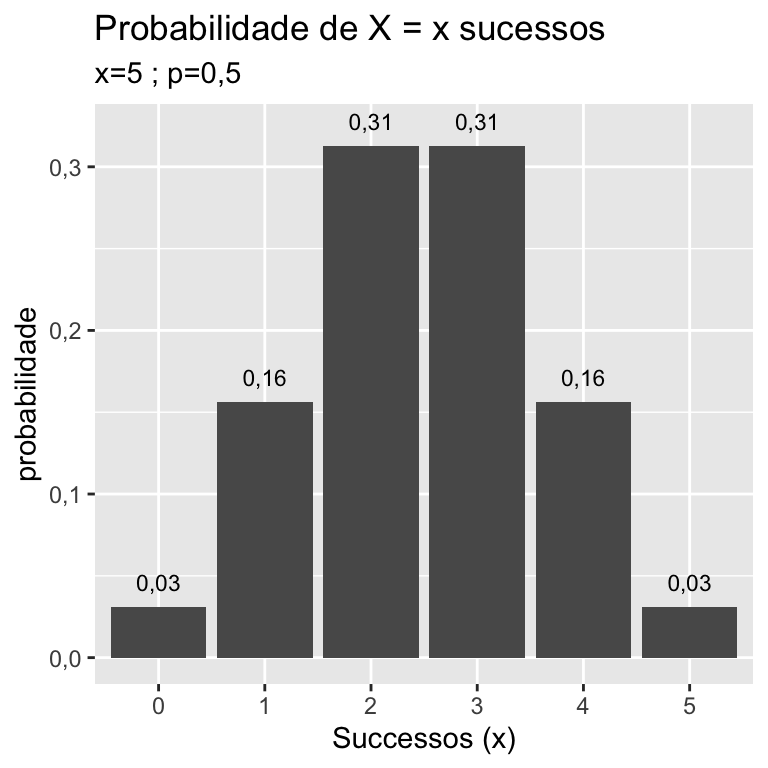 Probabilidade de X = x sucessos
x=5 ; p=0,5
0,31 0,31
0,3
0,2
0,16 0,16
0,1
0,03 0,03
0,0
probabilidade
0 1 2 3 4 5
Successos (x)